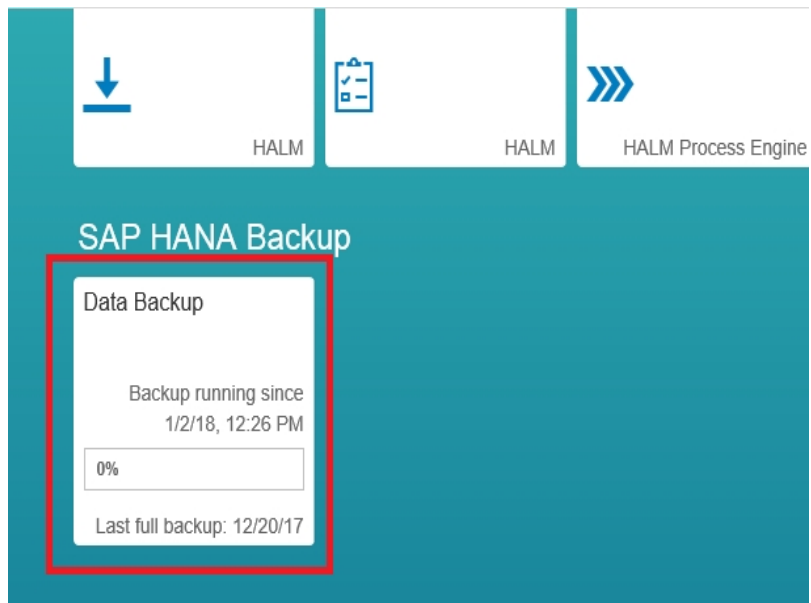 HALM
HALM
HALM Process Engine
SAP HANA Backup
Data Backup
Backup running since
1/2/18, 12:26 PM
0%
Last full backup: 12/20/17